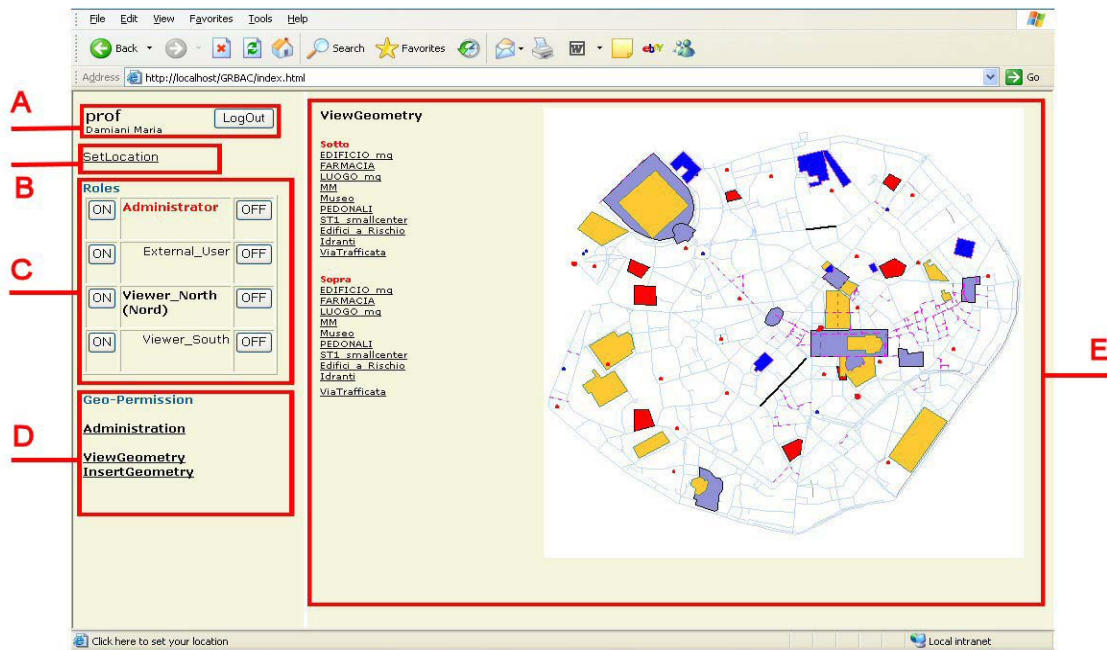 File Edit View Favorites Tools Help
Back Search Favorites W ebY
Address http://localhost/GRBAC/index.html Go
A
prof LogOut
Damiani Maria
SetLocation
B
Roles
ON Administrator OFF
ON External_User OFF
C
ON Viewer_North (Nord) OFF
ON Viewer_South OFF
Geo-Permission
D
Administration
ViewGeometry
InsertGeometry
ViewGeometry
Sotto
EDIFICIO_mq
FARMACIA
LUOGO_mq
MM
Museo
PEDONALI
ST1_smallcenter
Edifici_a_Rischio
Idranti
ViaTrafficata
Sopra
EDIFICIO_mq
FARMACIA
LUOGO_mq
MM
Museo
PEDONALI
ST1_smallcenter
Edifici_a_Rischio
Idranti
ViaTrafficata
E
Click here to set your location Local intranet